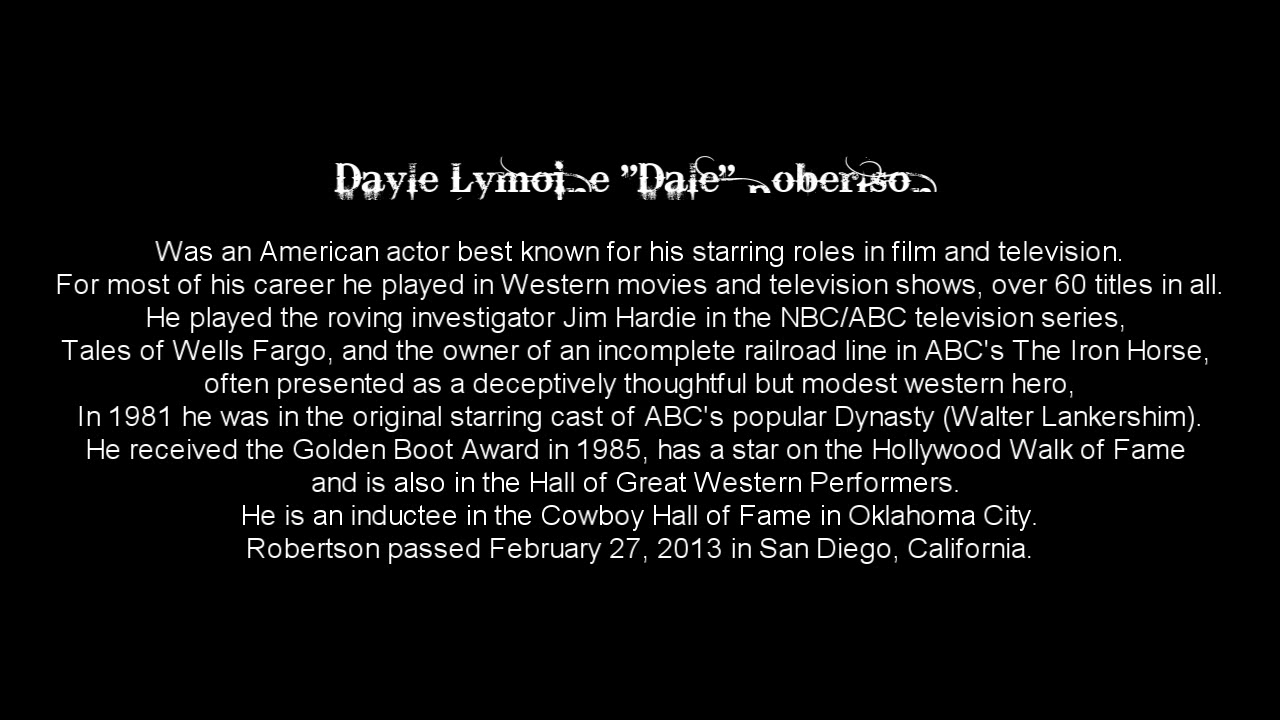 Dayle Lymoine "Dale" Robertson
Was an American actor best known for his starring roles in film and television.
For most of his career he played in Western movies and television shows, over 60 titles in all.
He played the roving investigator Jim Hardie in the NBC/ABC television series,
Tales of Wells Fargo, and the owner of an incomplete railroad line in ABC's The Iron Horse,
often presented as a deceptively thoughtful but modest western hero,
In 1981 he was in the original starring cast of ABC's popular Dynasty (Walter Lankershim).
He received the Golden Boot Award in 1985, has a star on the Hollywood Walk of Fame
and is also in the Hall of Great Western Performers.
He is an inductee in the Cowboy Hall of Fame in Oklahoma City.
Robertson passed February 27, 2013 in San Diego, California.